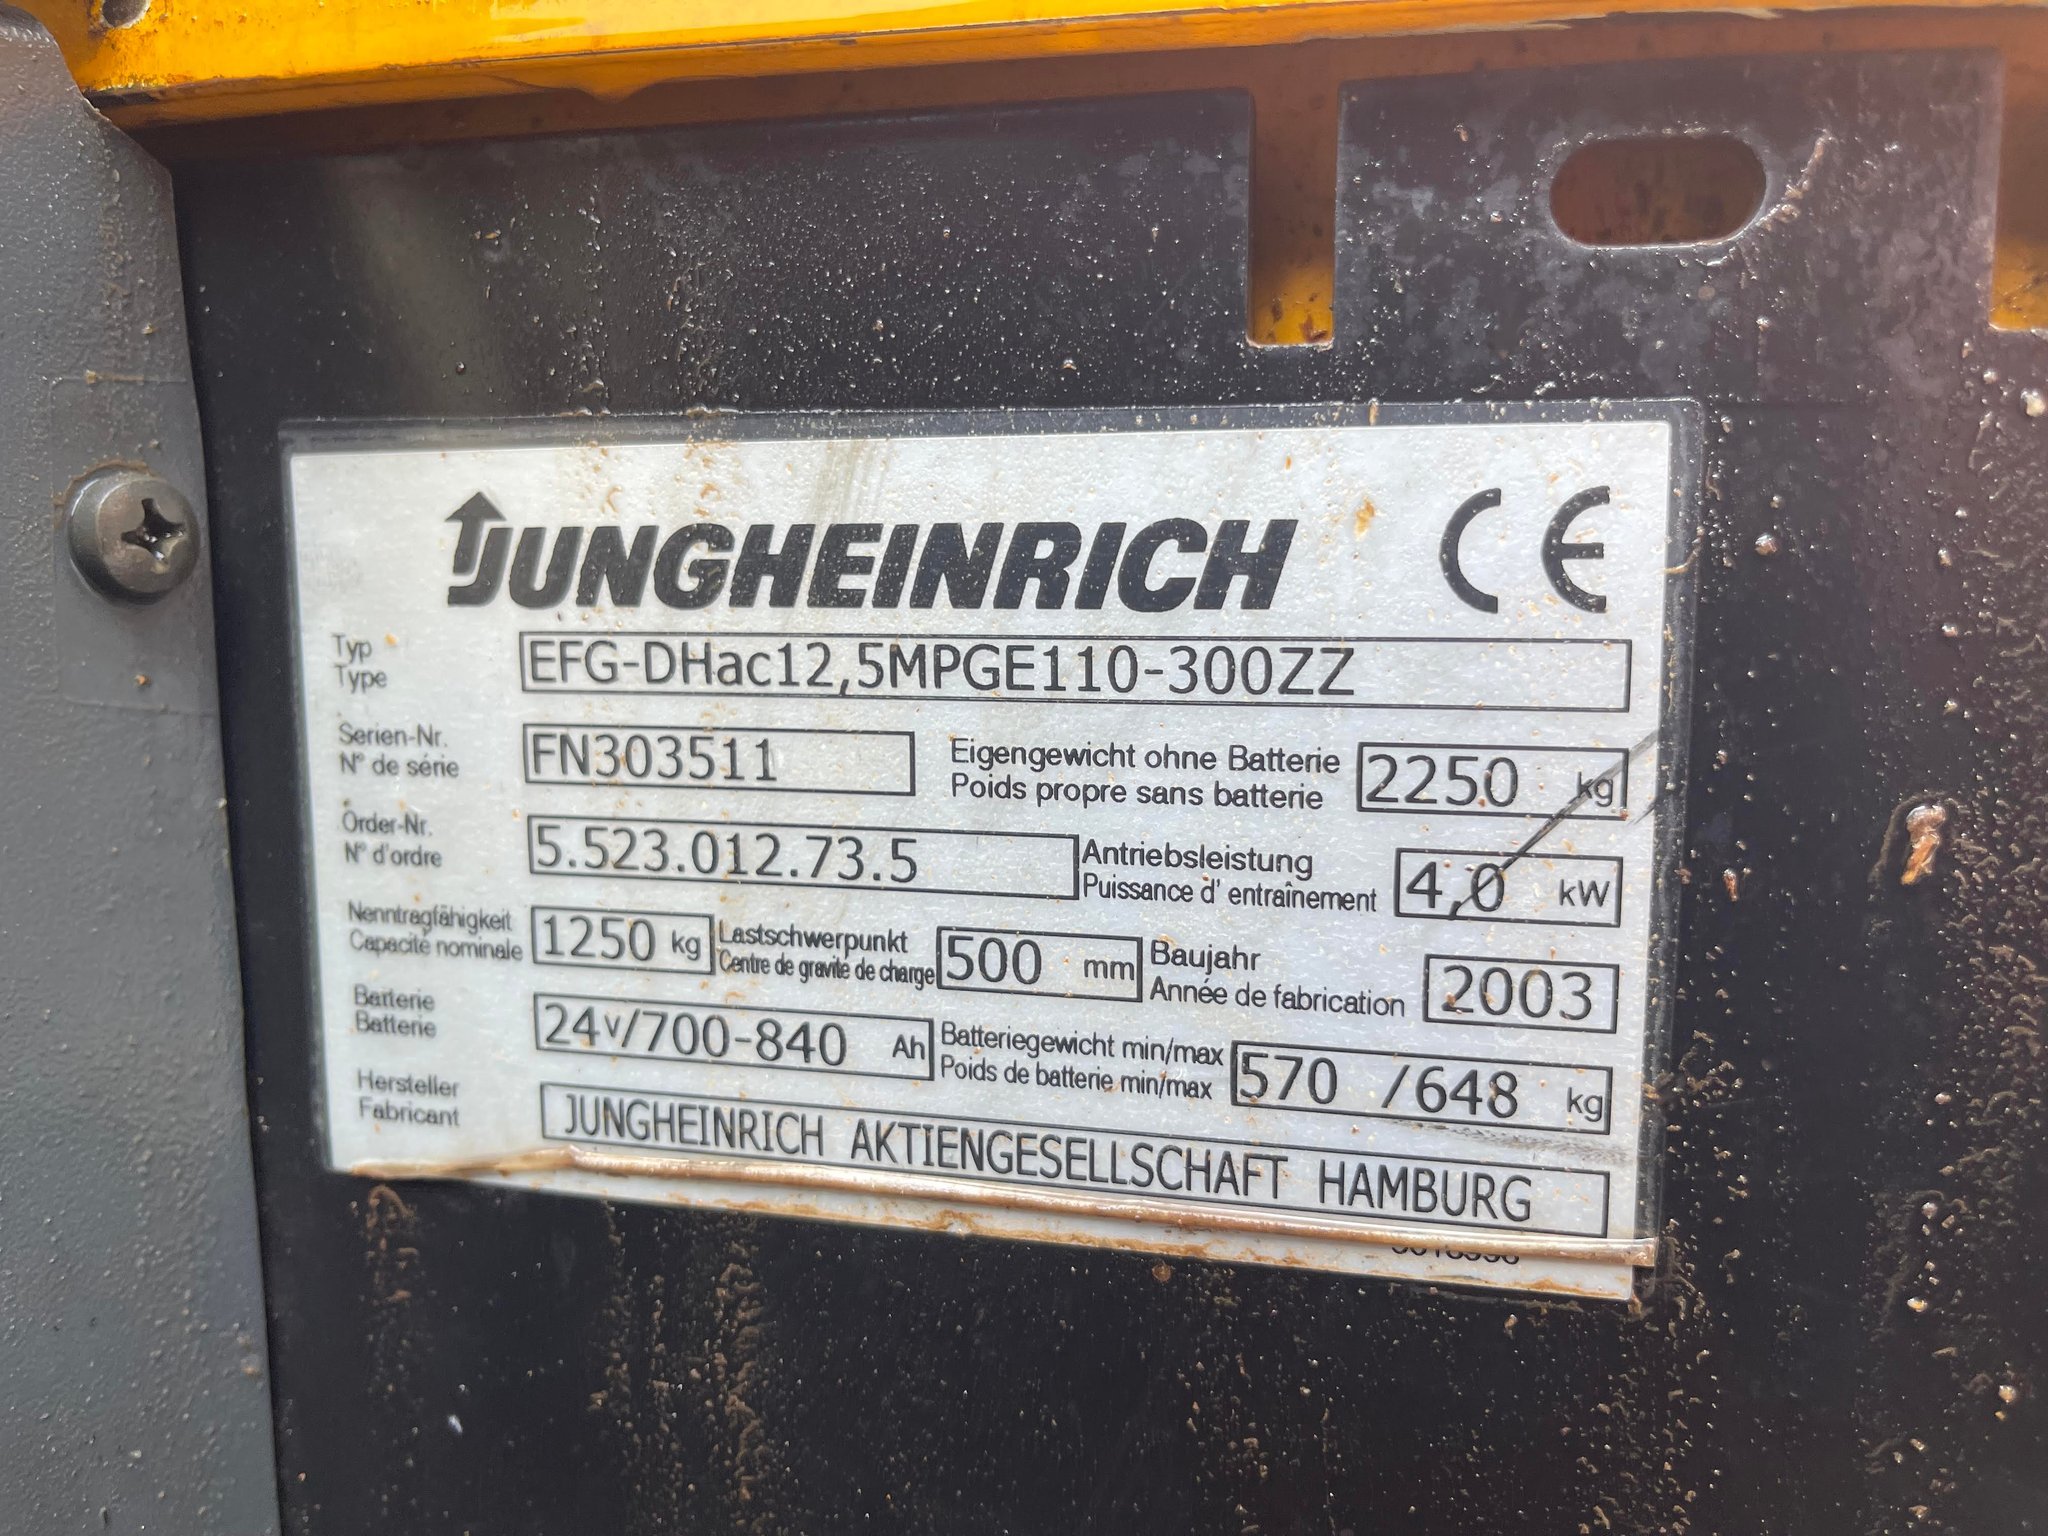 JUNGHEINRICH CE
Typ
Type
EFG-DHac12,5MPGE110-300ZZ
Serien-Nr.
N° de série
FN303511
Eigengewicht ohne Batterie
Poids propre sans batterie
2250 kg
Order-Nr.
N° d'ordre
5.523.012.73.5
Antriebsleistung
Puissance d' entraînement
4,0 kW
Nenntragfähigkeit
Capacité nominale
1250 kg
Lastschwerpunkt
Centre de gravité de charge
500 mm
Baujahr
Année de fabrication
2003
Batterie
Batterie
24v/700-840 Ah
Batteriegewicht min/max
Poids de batterie min/max
570 /648 kg
Hersteller
Fabricant
JUNGHEINRICH AKTIENGESELLSCHAFT HAMBURG